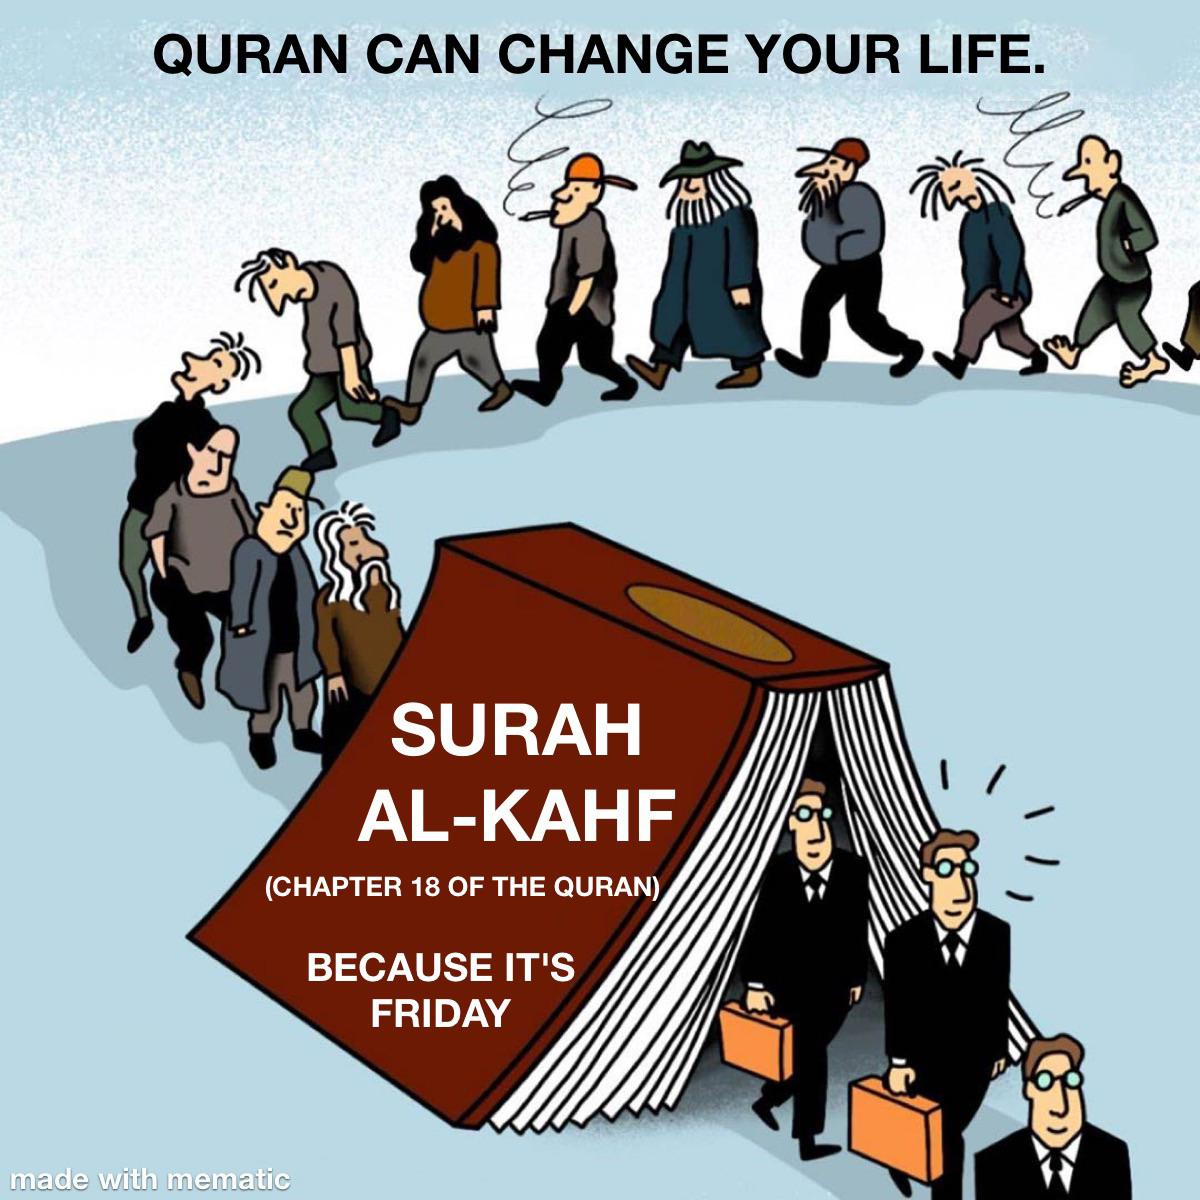 QURAN CAN CHANGE YOUR LIFE.
SURAH
AL-KAHF
(CHAPTER 18 OF THE QURAN)
BECAUSE IT'S
FRIDAY
made with mematic